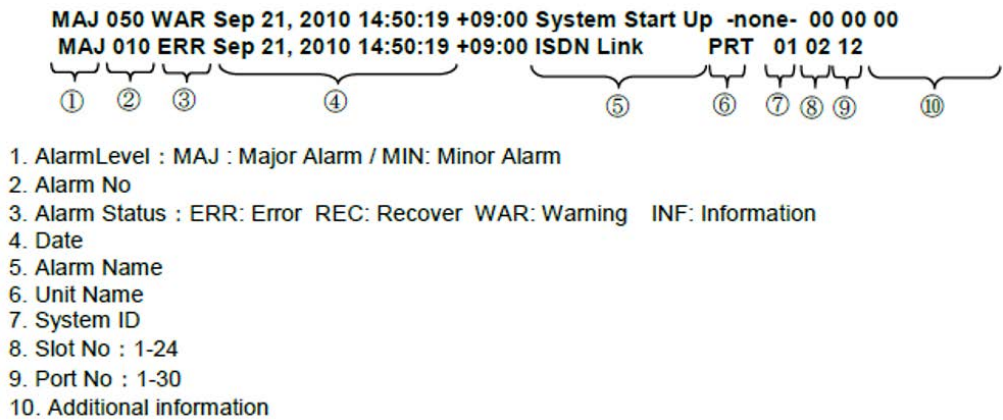 MAJ 050 WAR Sep 21, 2010 14:50:19 +09:00 System Start Up -none- 00 00 00
MAJ 010 ERR Sep 21, 2010 14:50:19 +09:00 ISDN Link PRT 01 02 12
① ② ③ ④ ⑤ ⑥ ⑦ ⑧ ⑨ ⑩
1. AlarmLevel : MAJ : Major Alarm / MIN: Minor Alarm
2. Alarm No
3. Alarm Status : ERR: Error REC: Recover WAR: Warning INF: Information
4. Date
5. Alarm Name
6. Unit Name
7. System ID
8. Slot No : 1-24
9. Port No : 1-30
10. Additional information